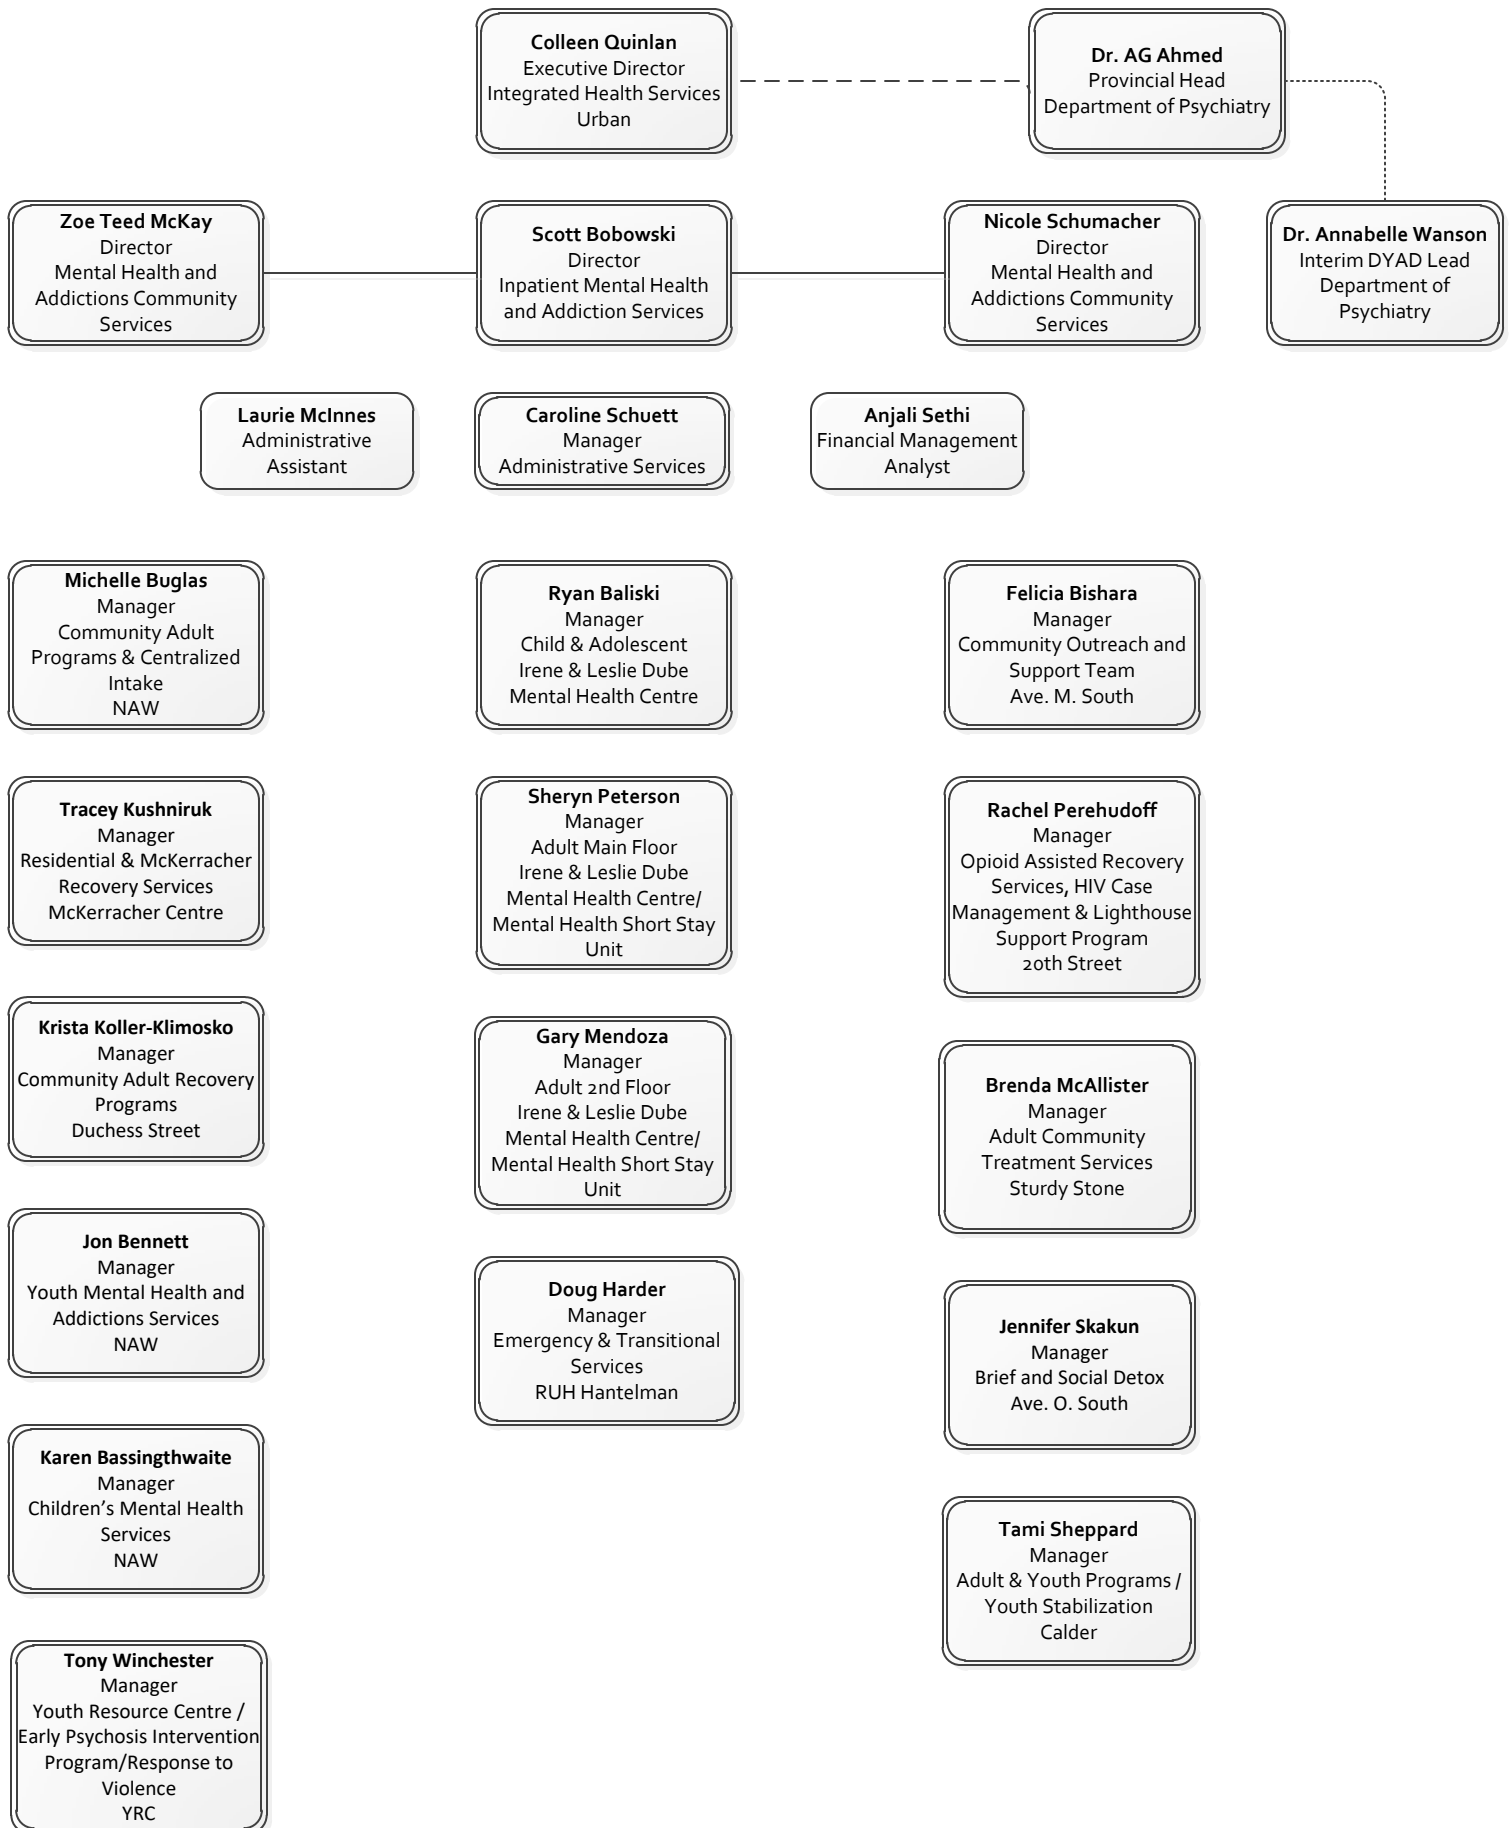 Colleen Quinlan
Executive Director
Integrated Health Services
Urban
Dr. AG Ahmed
Provincial Head
Department of Psychiatry
Zoe Teed McKay
Director
Mental Health and
Addictions Community
Services
Scott Bobowski
Director
Inpatient Mental Health
and Addiction Services
Nicole Schumacher
Director
Mental Health and
Addictions Community
Services
Dr. Annabelle Wanson
Interim DYAD Lead
Department of
Psychiatry
Laurie McInnes
Administrative
Assistant
Caroline Schuett
Manager
Administrative Services
Anjali Sethi
Financial Management
Analyst
Michelle Buglas
Manager
Community Adult
Programs & Centralized
Intake
NAW
Ryan Baliski
Manager
Child & Adolescent
Irene & Leslie Dube
Mental Health Centre
Felicia Bishara
Manager
Community Outreach and
Support Team
Ave. M. South
Tracey Kushniruk
Manager
Residential & McKerracher
Recovery Services
McKerracher Centre
Sheryn Peterson
Manager
Adult Main Floor
Irene & Leslie Dube
Mental Health Centre/
Mental Health Short Stay
Unit
Rachel Perehudoff
Manager
Opioid Assisted Recovery
Services, HIV Case
Management & Lighthouse
Support Program
20th Street
Krista Koller-Klimosko
Manager
Community Adult Recovery
Programs
Duchess Street
Gary Mendoza
Manager
Adult 2nd Floor
Irene & Leslie Dube
Mental Health Centre/
Mental Health Short Stay
Unit
Brenda McAllister
Manager
Adult Community
Treatment Services
Sturdy Stone
Jon Bennett
Manager
Youth Mental Health and
Addictions Services
NAW
Doug Harder
Manager
Emergency & Transitional
Services
RUH Hantelman
Jennifer Skakun
Manager
Brief and Social Detox
Ave. O. South
Karen Bassingthwaite
Manager
Children’s Mental Health
Services
NAW
Tami Sheppard
Manager
Adult & Youth Programs /
Youth Stabilization
Calder
Tony Winchester
Manager
Youth Resource Centre /
Early Psychosis Intervention
Program/Response to
Violence
YRC